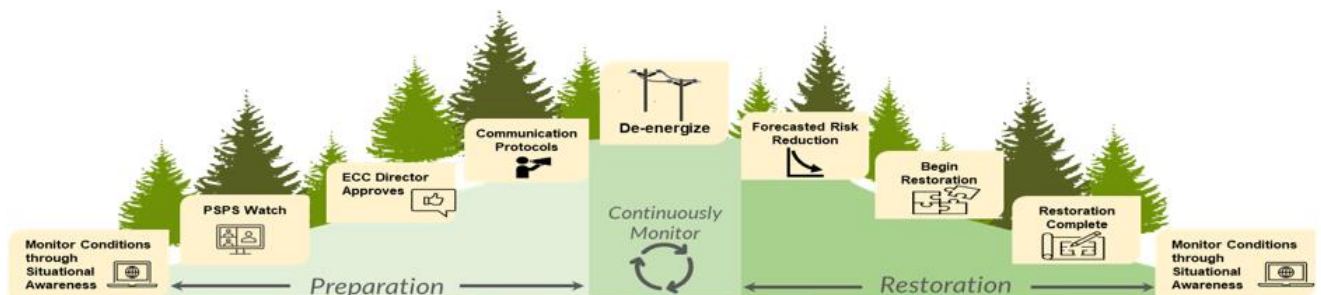 Monitor Conditions
through
Situational
Awareness
PSPS Watch
ECC Director
Approves
Communication
Protocols
De-energize
Forecasted Risk
Reduction
Begin
Restoration
Restoration
Complete
Monitor Conditions
through
Situational
Awareness
Preparation
Continuously
Monitor
Restoration